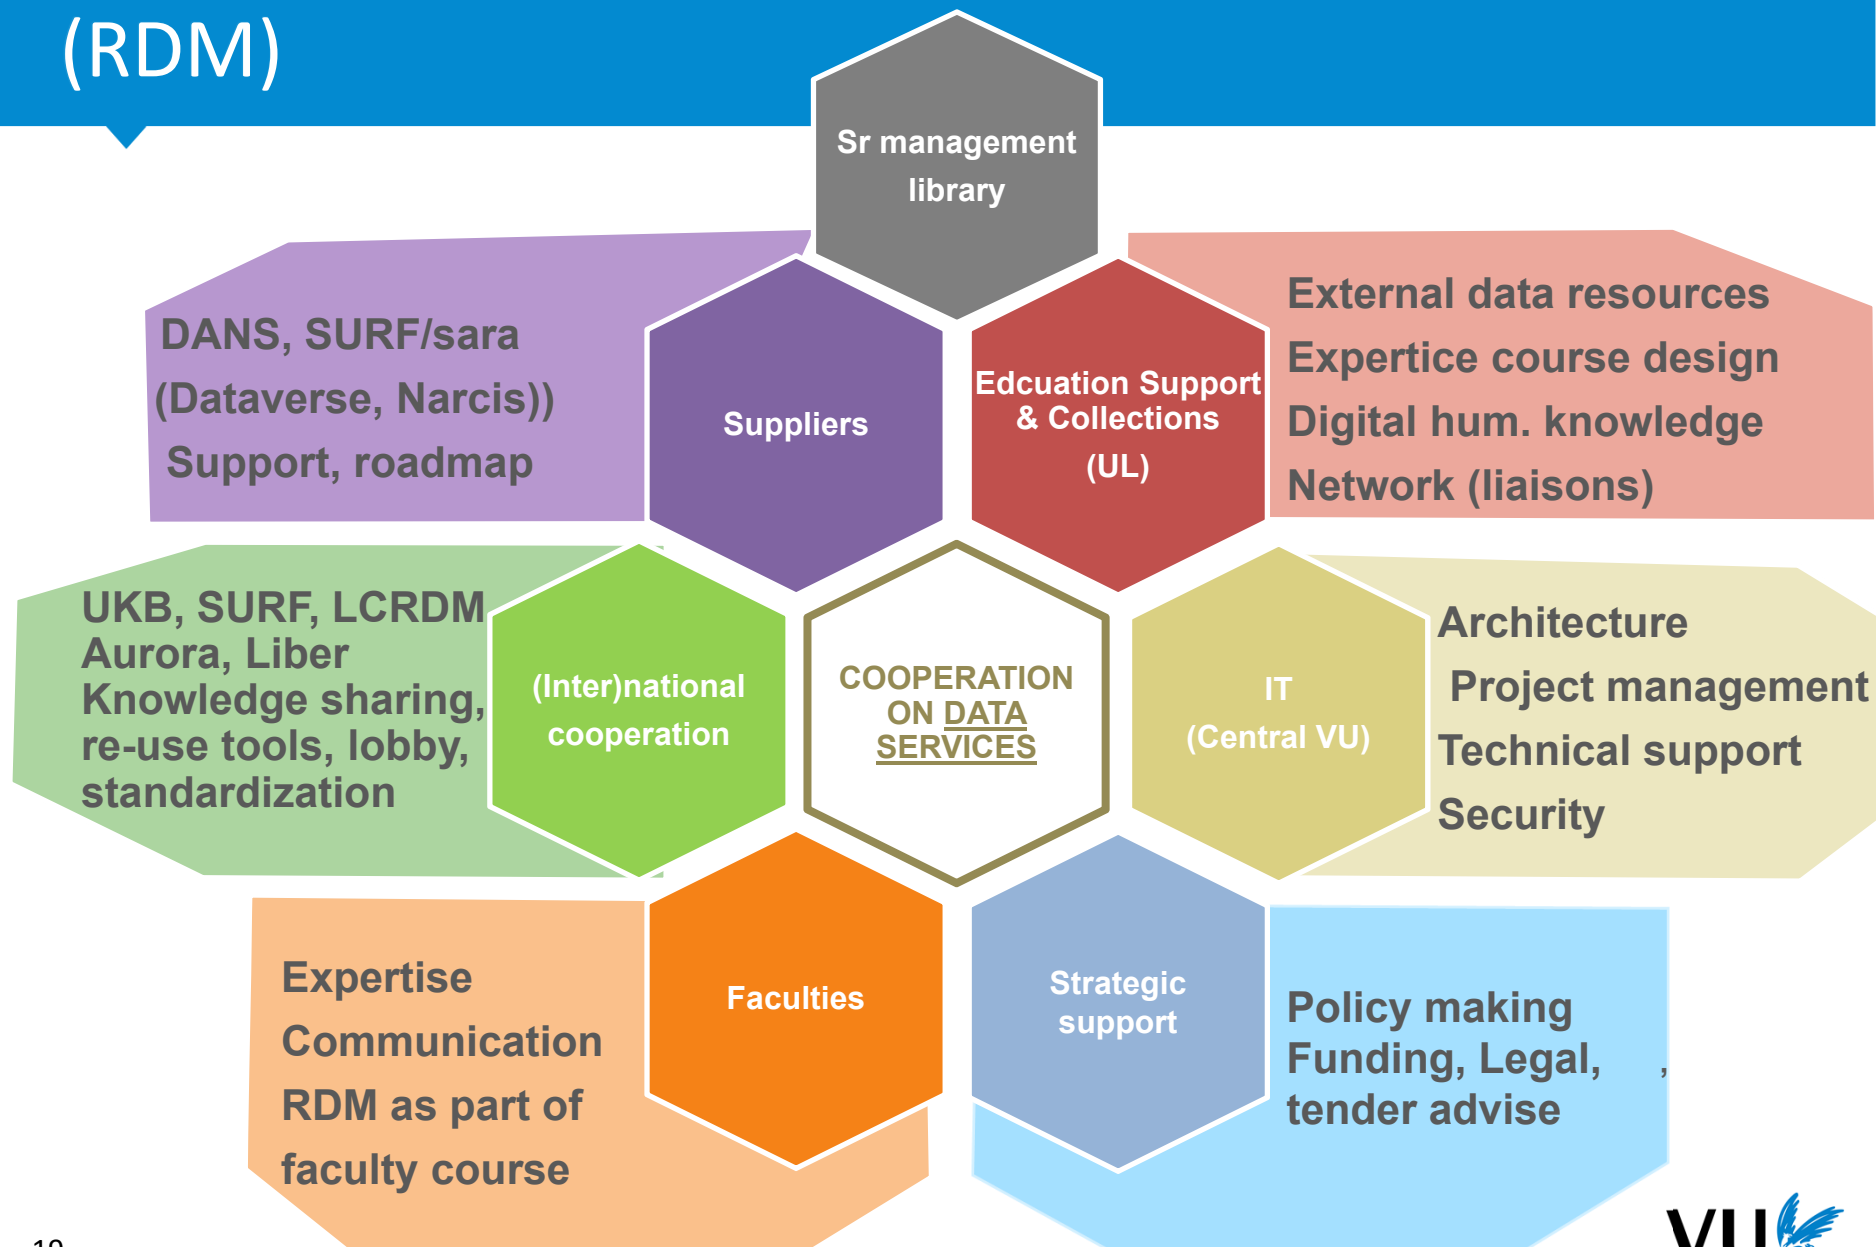 (RDM)
Sr management
library
DANS, SURF/sara
(Dataverse, Narcis))
Support, roadmap
Suppliers
Edcuation Support
& Collections
(UL)
External data resources
Expertice course design
Digital hum. knowledge
Network (liaisons)
UKB, SURF, LCRDM
Aurora, Liber
Knowledge sharing,
re-use tools, lobby,
standardization
(Inter)national
cooperation
COOPERATION
ON DATA
SERVICES
IT
(Central VU)
Architecture
Project management
Technical support
Security
Expertise
Communication
RDM as part of
faculty course
Faculties
Strategic
support
Policy making
Funding, Legal, ,
tender advise
VU